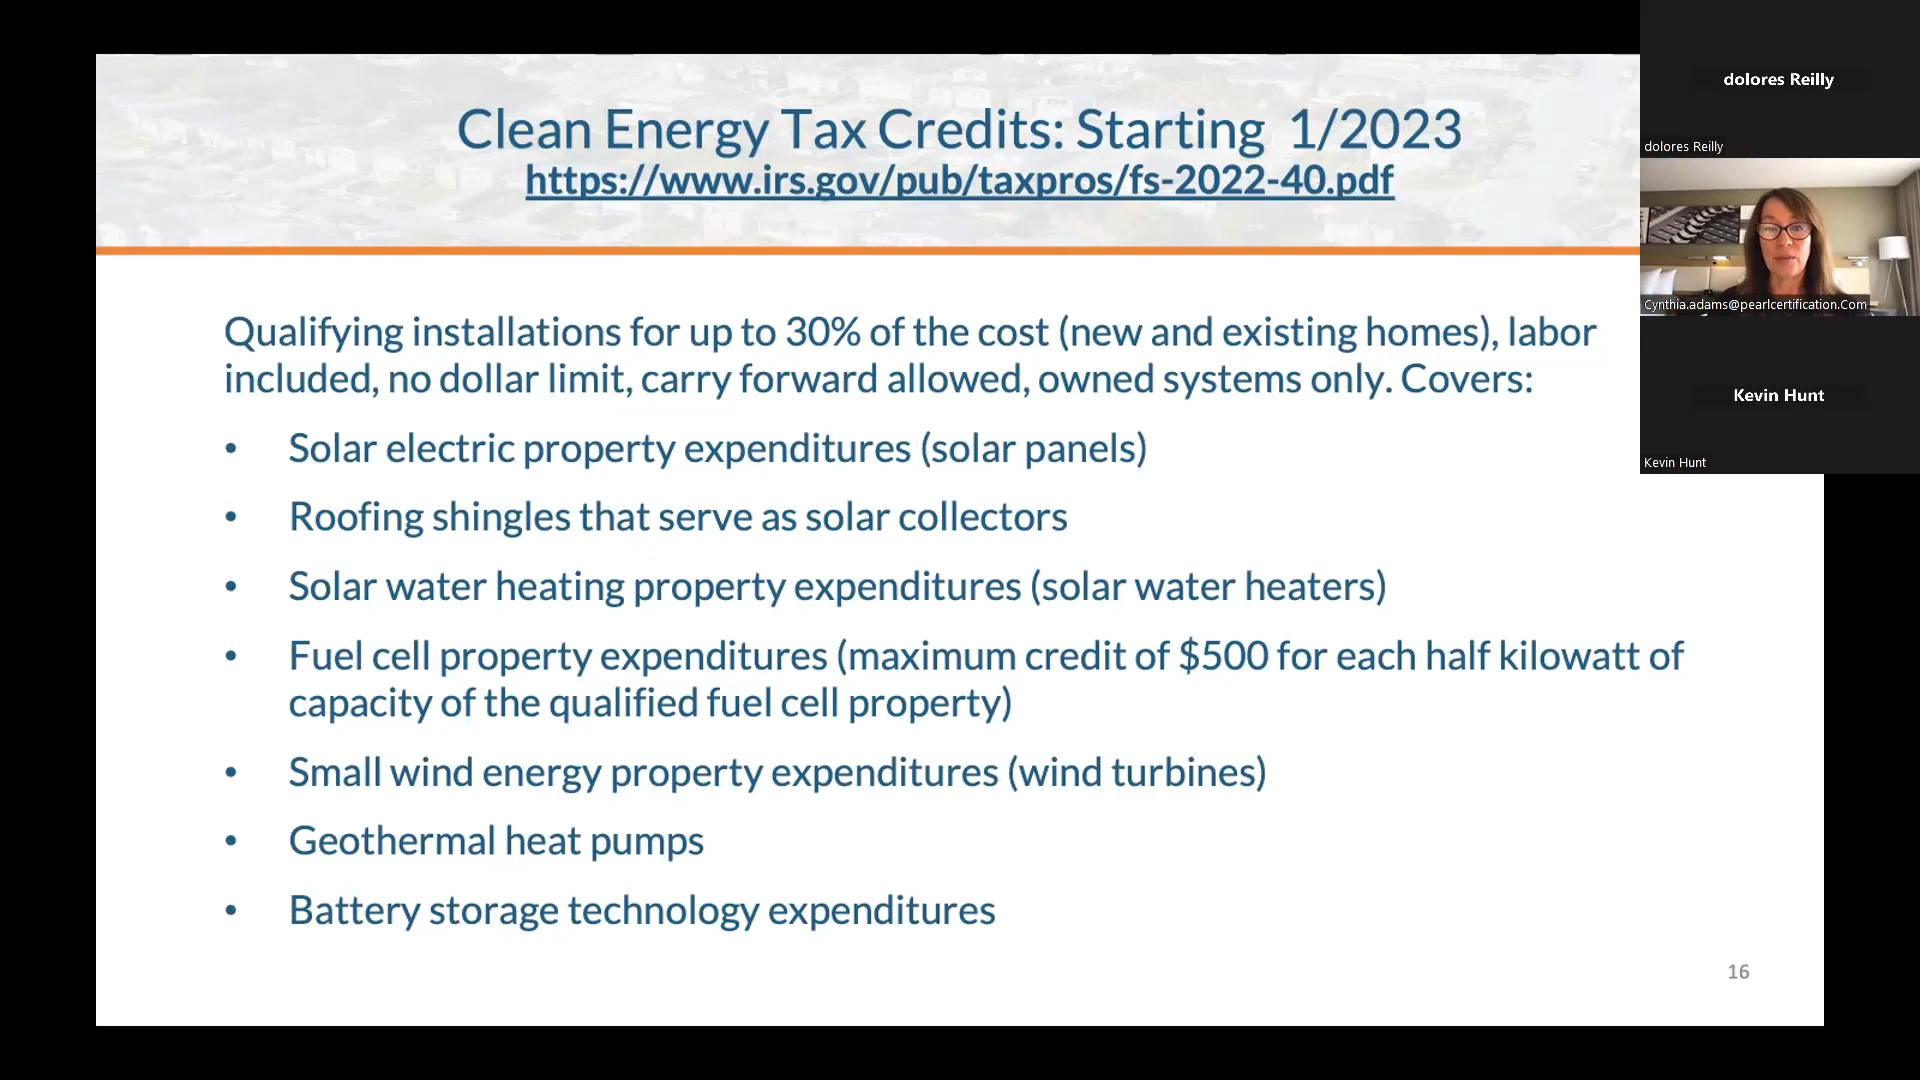 Clean Energy Tax Credits: Starting 1/2023
https://www.irs.gov/pub/taxpros/fs-2022-40.pdf
Qualifying installations for up to 30% of the cost (new and existing homes), labor
included, no dollar limit, carry forward allowed, owned systems only. Covers:
• Solar electric property expenditures (solar panels)
• Roofing shingles that serve as solar collectors
• Solar water heating property expenditures (solar water heaters)
• Fuel cell property expenditures (maximum credit of $500 for each half kilowatt of
capacity of the qualified fuel cell property)
• Small wind energy property expenditures (wind turbines)
• Geothermal heat pumps
• Battery storage technology expenditures
16
dolores Reilly
dolores Reilly
Cynthia.adams@pearlcertification.Com
Kevin Hunt
Kevin Hunt